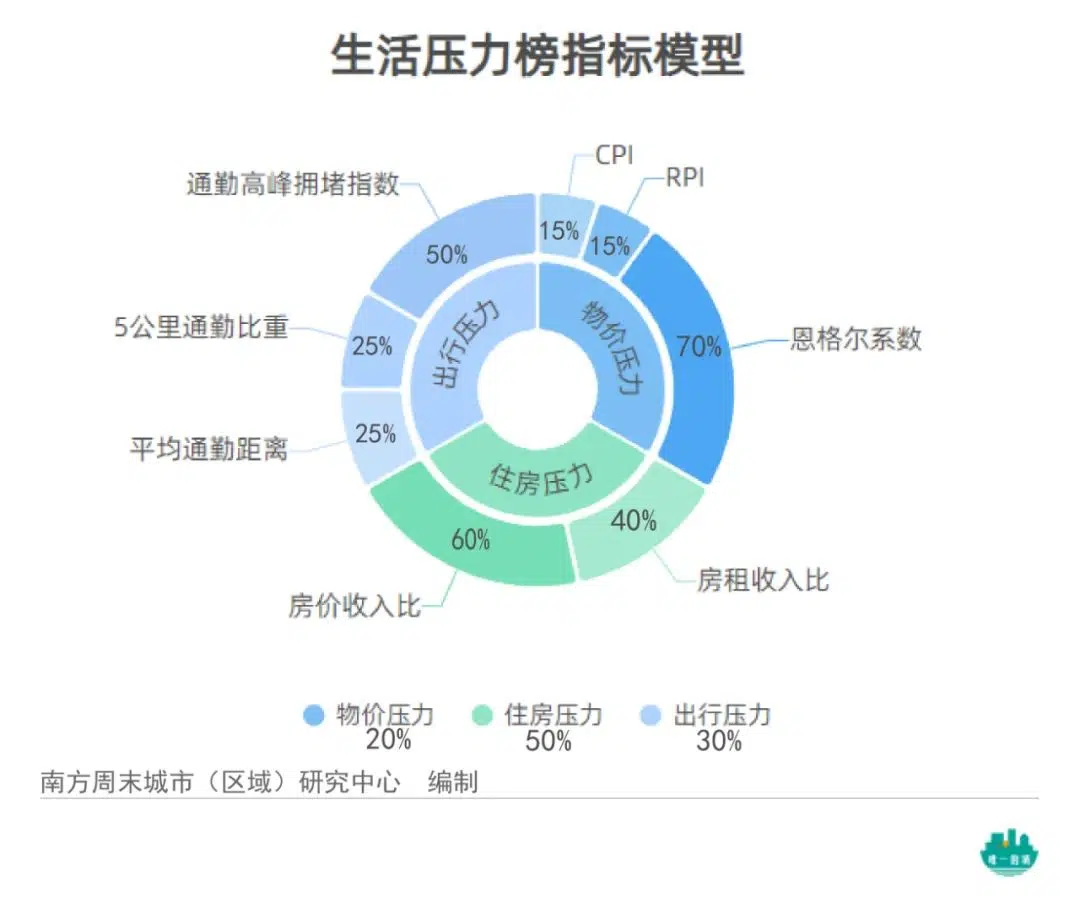 生活压力榜指标模型
CPI
RPI
通勤高峰拥堵指数
15%
15%
50%
物价压力
出行压力
5公里通勤比重
25%
70%
恩格尔系数
平均通勤距离
25%
住房压力
60%
40%
房价收入比
房租收入比
物价压力 住房压力 出行压力
20% 50% 30%
南方周末城市（区域）研究中心 编制